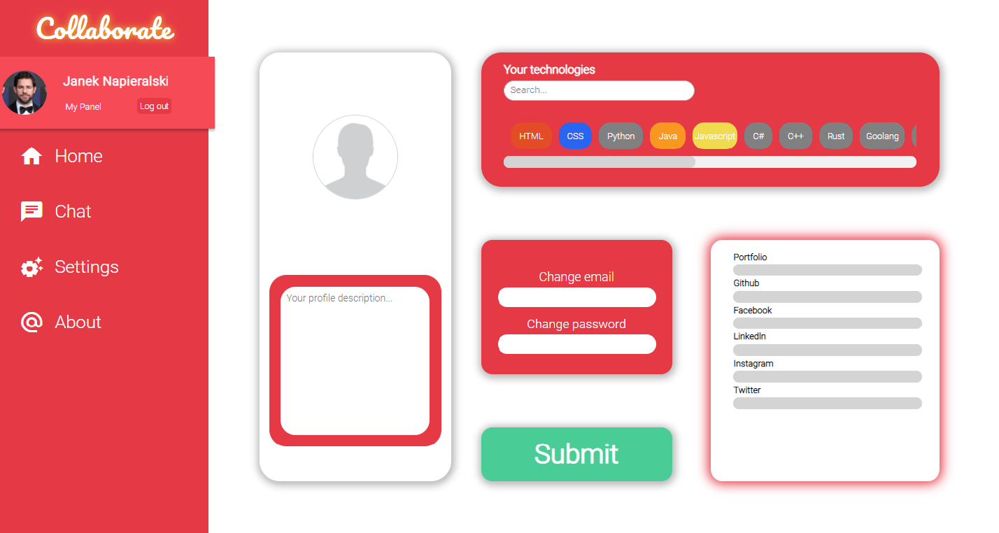 Collaborate
Janek Napieralski
My Panel
Log out
Home
Chat
Settings
About
Your profile description...
Your technologies
Search...
HTML CSS Python Java Javascript C# C++ Rust Goolang
Change email
Change password
Submit
Portfolio
Github
Facebook
LinkedIn
Instagram
Twitter